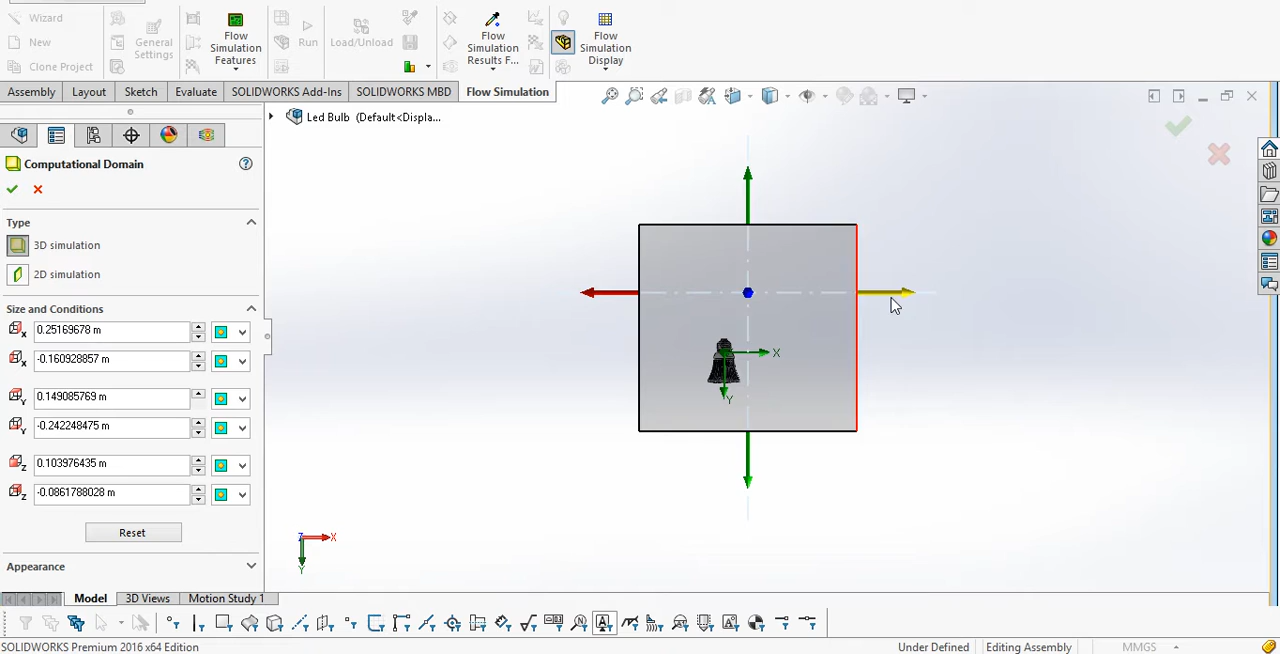 Wizard
New
Clone Project
General
Settings
Flow
Simulation
Features
Run
Load/Unload
Flow
Simulation
Results F...
Flow
Simulation
Display
Assembly
Layout
Sketch
Evaluate
SOLIDWORKS Add-Ins
SOLIDWORKS MBD
Flow Simulation
Led Bulb (Default<Displa...
Computational Domain
?
Type
3D simulation
2D simulation
Size and Conditions
X 0.25169678 m
X -0.160928857 m
Y 0.149085769 m
Y -0.242248475 m
Z 0.103976435 m
Z -0.0861788028 m
Reset
Appearance
X
Y
Z
X
Y
Model
3D Views
Motion Study 1
SOLIDWORKS Premium 2016 x64 Edition
Under Defined
Editing Assembly
MMGS